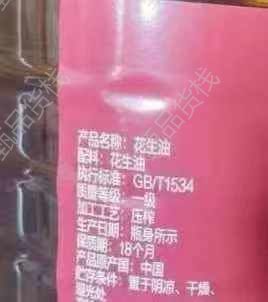 产品名称：花生油
配料：花生油
执行标准：GB/T1534
质量等级：一级
加工工艺：压榨
生产日期：瓶身所示
保质期：18个月
产品原产国：中国
贮存条件：置于阴凉、干燥、
避光处